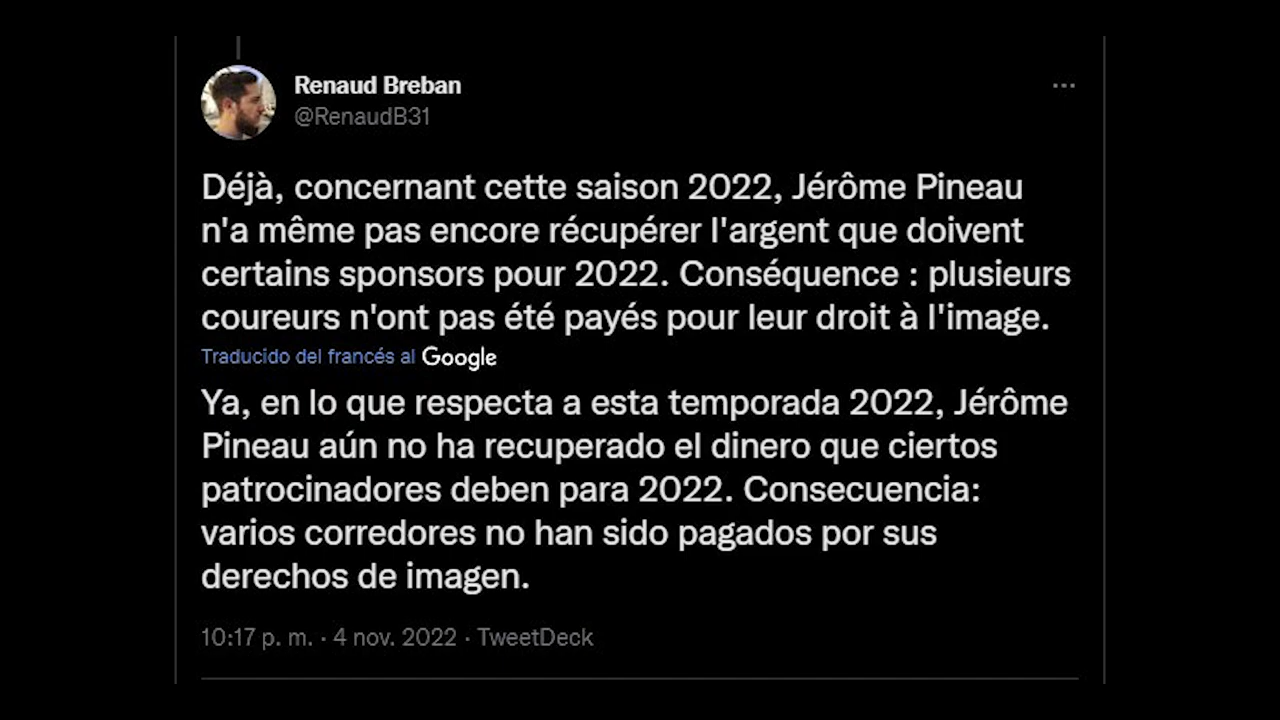 Renaud Breban
@RenaudB31
Déjà, concernant cette saison 2022, Jérôme Pineau
n'a même pas encore récupérer l'argent que doivent
certains sponsors pour 2022. Conséquence : plusieurs
coureurs n'ont pas été payés pour leur droit à l'image.
Traducido del francés al Google
Ya, en lo que respecta a esta temporada 2022, Jérôme
Pineau aún no ha recuperado el dinero que ciertos
patrocinadores deben para 2022. Consecuencia:
varios corredores no han sido pagados por sus
derechos de imagen.
10:17 p. m. · 4 nov. 2022 · TweetDeck